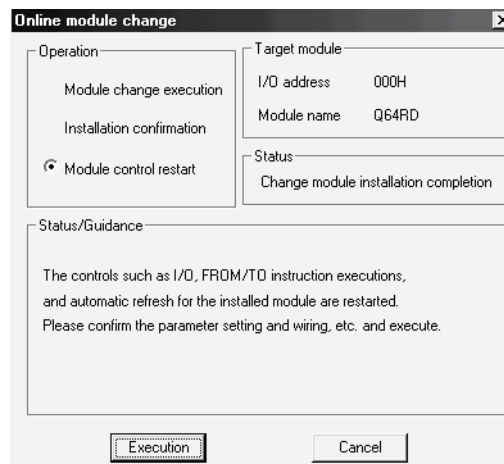 Online module change
Operation
Module change execution
Installation confirmation
Module control restart
Target module
I/O address 000H
Module name Q64RD
Status
Change module installation completion
Status/Guidance
The controls such as I/O, FROM/TO instruction executions,
and automatic refresh for the installed module are restarted.
Please confirm the parameter setting and wiring, etc. and execute.
Execution Cancel